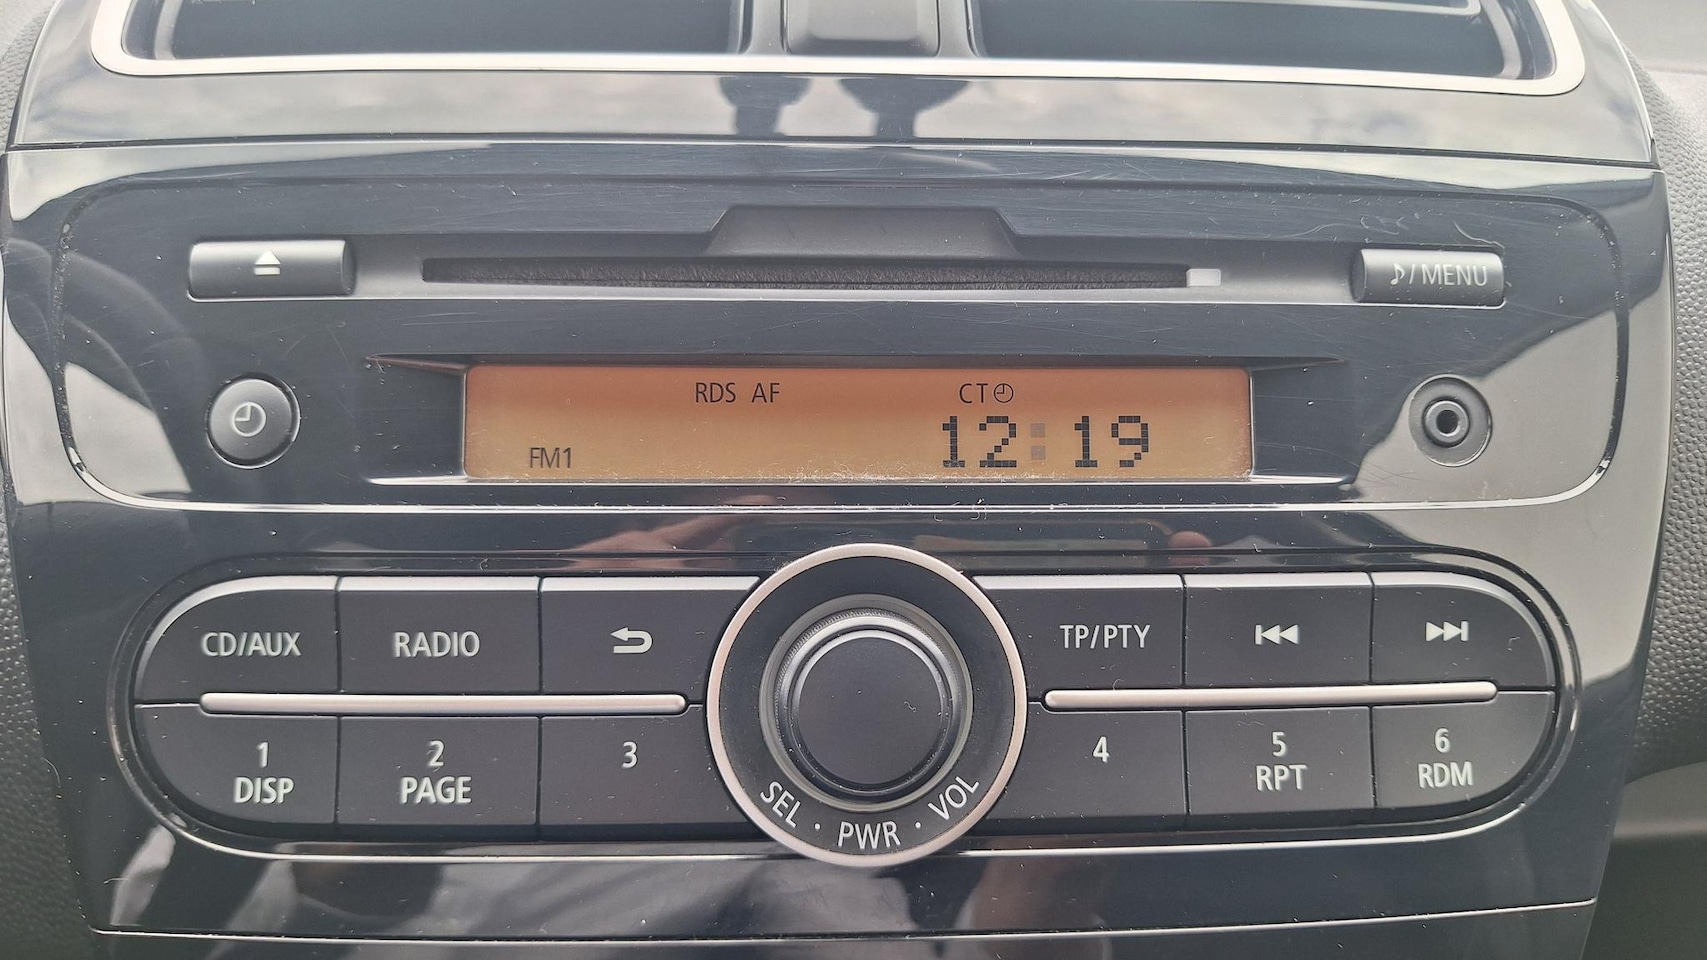 ♪/MENU
RDS AF CT
FM1 12:19
CD/AUX RADIO TP/PTY
1 2 3 4 5 6
DISP PAGE RPT RDM
SEL · PWR · VOL